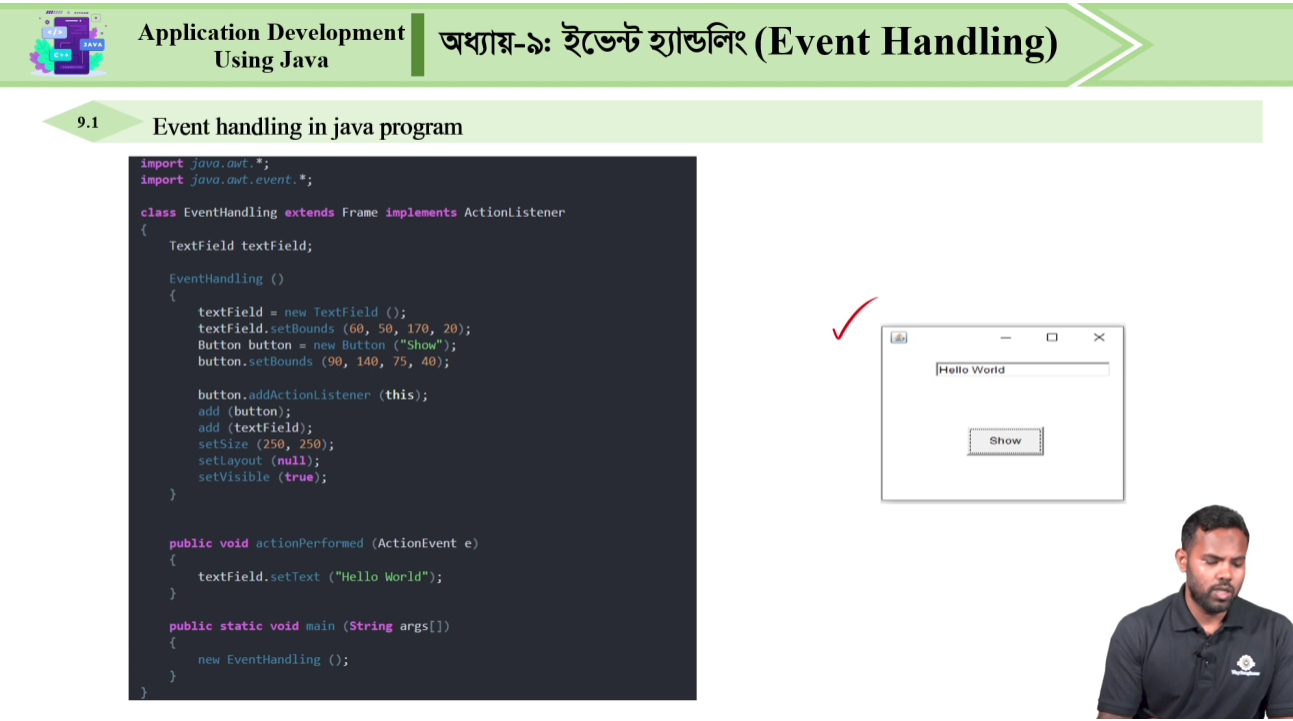 Application Development
Using Java
অধ্যায়-৯: ইভেন্ট হ্যান্ডলিং (Event Handling)
9.1
Event handling in java program
import java.awt.*;
import java.awt.event.*;
class EventHandling extends Frame implements ActionListener
{
TextField textField;
EventHandling ()
{
textField = new TextField ();
textField.setBounds (60, 50, 170, 20);
Button button = new Button ("Show");
button.setBounds (90, 140, 75, 40);
button.addActionListener (this);
add (button);
add (textField);
setSize (250, 250);
setLayout (null);
setVisible (true);
}
public void actionPerformed (ActionEvent e)
{
textField.setText ("Hello World");
}
public static void main (String args[])
{
new EventHandling ();
}
}
Hello World
Show